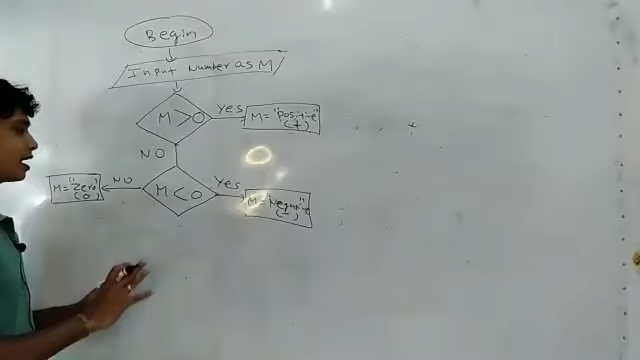 Begin
Input Number as M
M > 0
YES
M = "Positive"
(+)
NO
M < 0
YES
M = "Negative"
(-)
NO
M = "Zero"
(0)